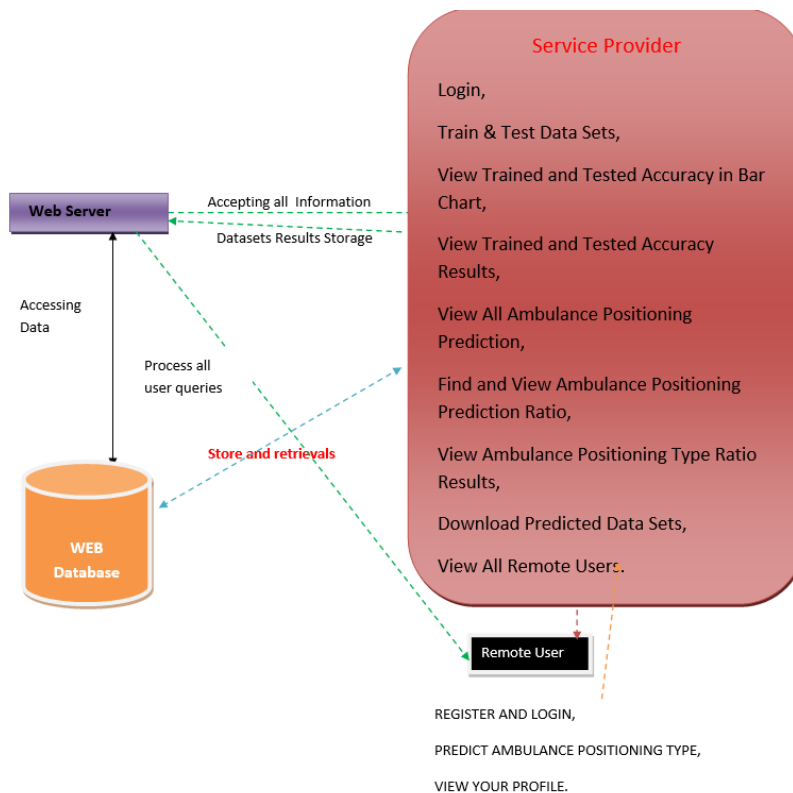 Service Provider
Login,
Train & Test Data Sets,
View Trained and Tested Accuracy in Bar
Chart,
View Trained and Tested Accuracy
Results,
View All Ambulance Positioning
Prediction,
Find and View Ambulance Positioning
Prediction Ratio,
View Ambulance Positioning Type Ratio
Results,
Download Predicted Data Sets,
View All Remote Users.
Web Server
Accepting all Information
Datasets Results Storage
Accessing
Data
Process all
user queries
Store and retrievals
WEB
Database
Remote User
REGISTER AND LOGIN,
PREDICT AMBULANCE POSITIONING TYPE,
VIEW YOUR PROFILE.